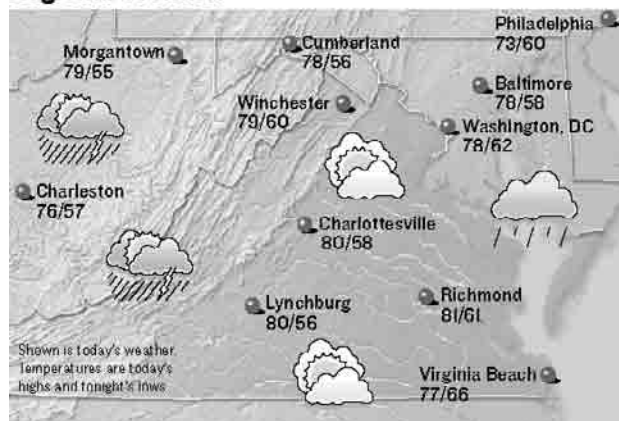 Philadelphia
73/60
Morgantown
79/55
Cumberland
78/56
Baltimore
78/58
Winchester
79/60
Washington, DC
78/62
Charleston
76/57
Charlottesville
80/58
Lynchburg
80/56
Richmond
81/61
Shown is today's weather.
Temperatures are today's
highs and tonight's lows
Virginia Beach
77/66